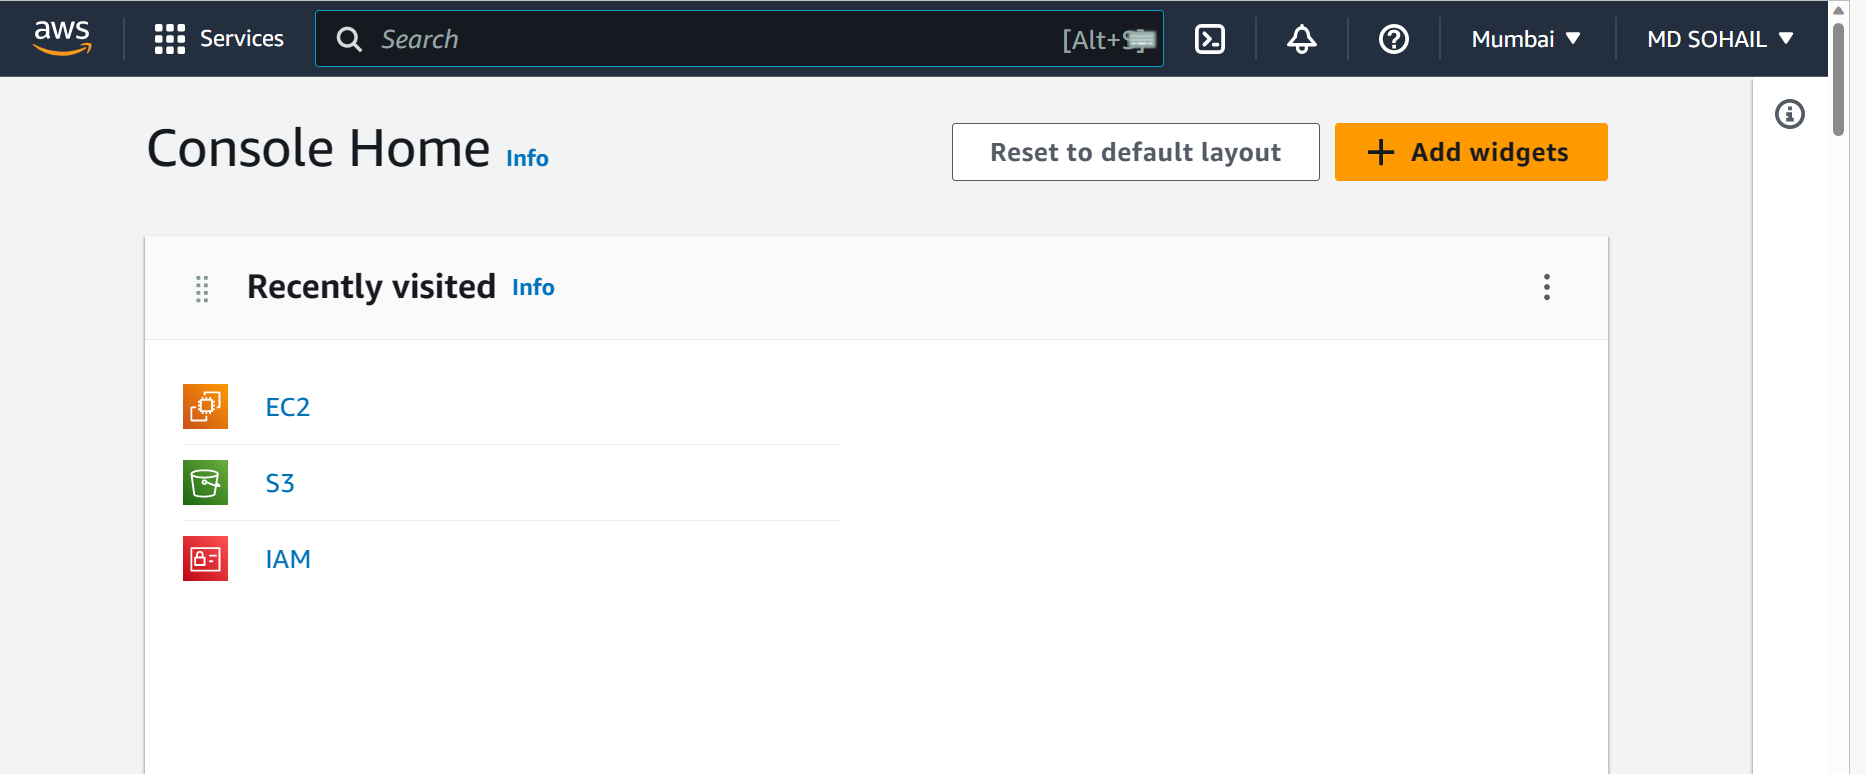 aws Services Search [Alt+S] Mumbai MD SOHAIL
Console Home Info Reset to default layout Add widgets
Recently visited Info
EC2
S3
IAM